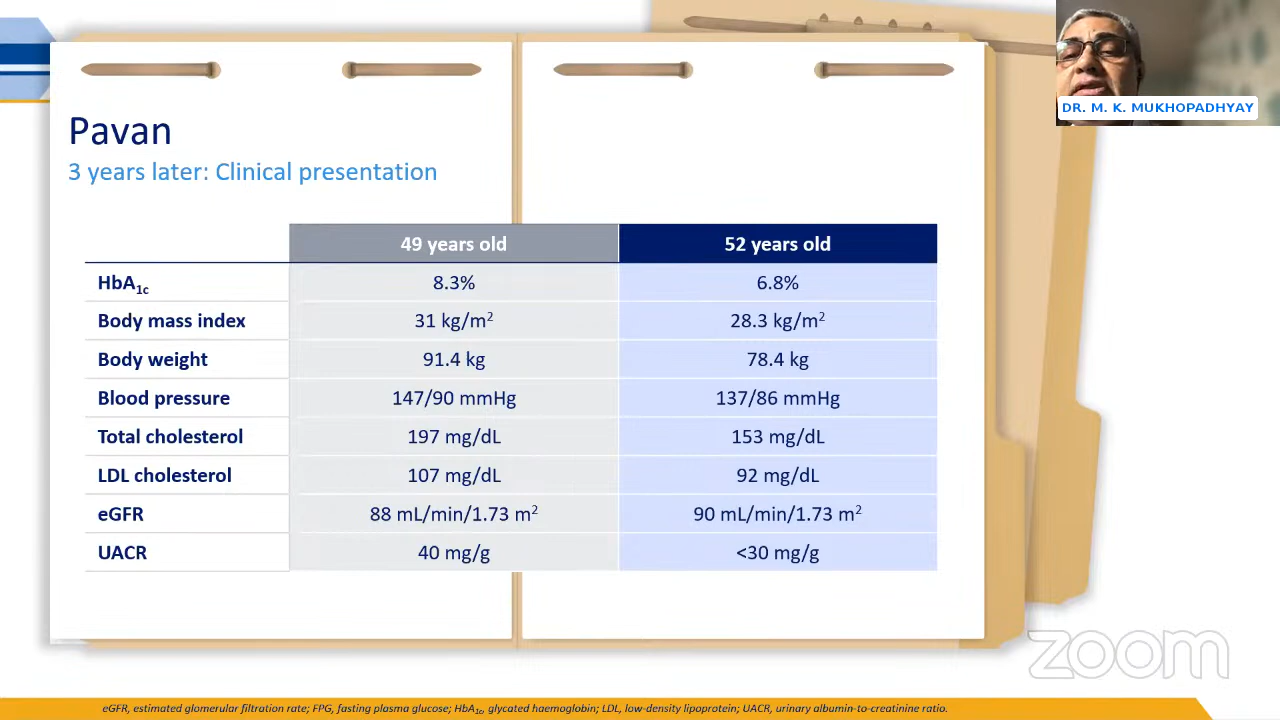 DR. M. K. MUKHOPADHYAY
Pavan
3 years later: Clinical presentation
49 years old 52 years old
HbA1c 8.3% 6.8%
Body mass index 31 kg/m² 28.3 kg/m²
Body weight 91.4 kg 78.4 kg
Blood pressure 147/90 mmHg 137/86 mmHg
Total cholesterol 197 mg/dL 153 mg/dL
LDL cholesterol 107 mg/dL 92 mg/dL
eGFR 88 mL/min/1.73 m² 90 mL/min/1.73 m²
UACR 40 mg/g <30 mg/g
zoom
eGFR, estimated glomerular filtration rate; FPG, fasting plasma glucose; HbA1c, glycated haemoglobin; LDL, low-density lipoprotein; UACR, urinary albumin-to-creatinine ratio.